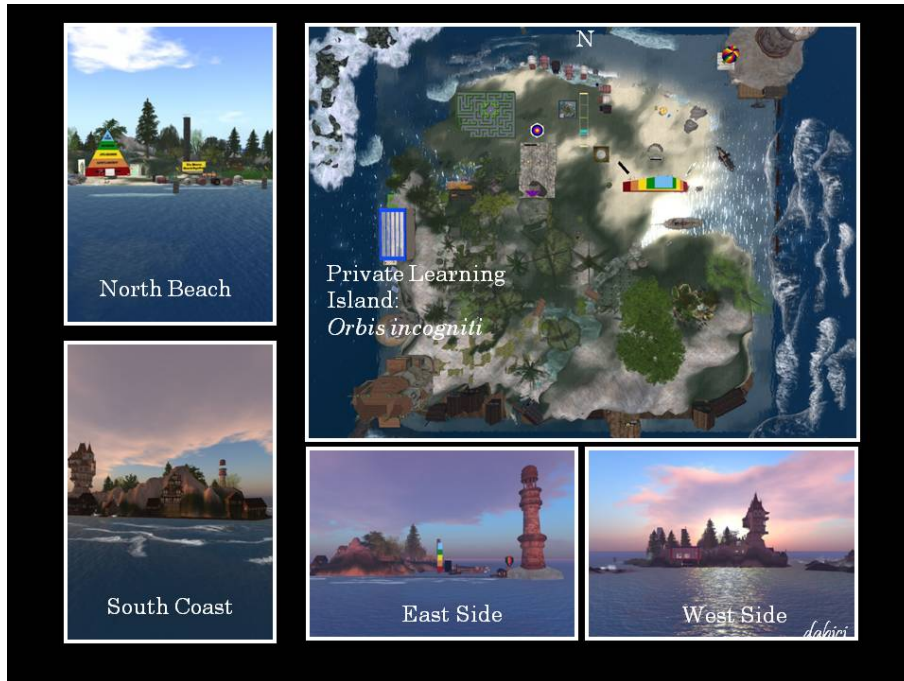 North Beach
N
Private Learning
Island:
Orbis incogniti
South Coast
East Side
West Side
dabici